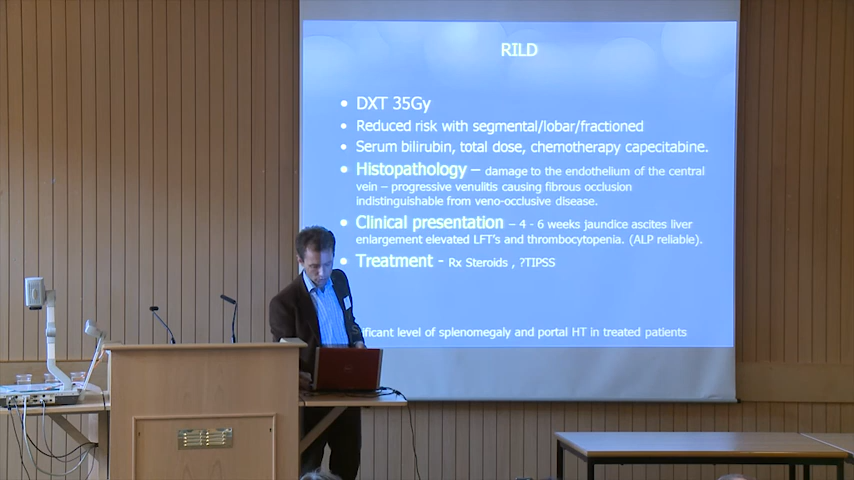 RILD
• DXT 35Gy
• Reduced risk with segmental/lobar/fractioned
• Serum bilirubin, total dose, chemotherapy capecitabine.
• Histopathology – damage to the endothelium of the central
vein – progressive venulitis causing fibrous occlusion
indistinguishable from veno-occlusive disease.
• Clinical presentation – 4 - 6 weeks jaundice ascites liver
enlargement elevated LFT's and thrombocytopenia. (ALP reliable).
• Treatment - Rx Steroids , ?TIPSS
level of splenomegaly and portal HT in treated patients